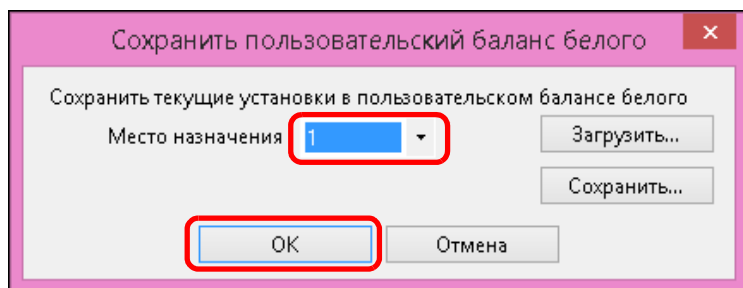 Сохранить пользовательский баланс белого
Сохранить текущие установки в пользовательском балансе белого
Место назначения 1 Загрузить...
Сохранить...
OK Отмена